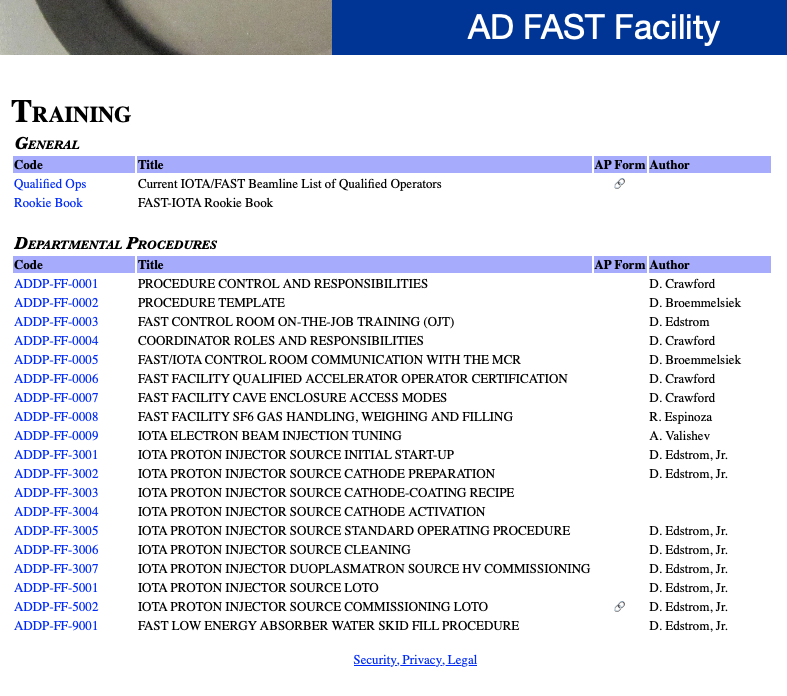 AD FAST Facility
TRAINING
GENERAL
Code Title AP Form Author
Qualified Ops Current IOTA/FAST Beamline List of Qualified Operators
Rookie Book FAST-IOTA Rookie Book
DEPARTMENTAL PROCEDURES
Code Title AP Form Author
ADDP-FF-0001 PROCEDURE CONTROL AND RESPONSIBILITIES D. Crawford
ADDP-FF-0002 PROCEDURE TEMPLATE D. Broemmelsiek
ADDP-FF-0003 FAST CONTROL ROOM ON-THE-JOB TRAINING (OJT) D. Edstrom
ADDP-FF-0004 COORDINATOR ROLES AND RESPONSIBILITIES D. Crawford
ADDP-FF-0005 FAST/IOTA CONTROL ROOM COMMUNICATION WITH THE MCR D. Broemmelsiek
ADDP-FF-0006 FAST FACILITY QUALIFIED ACCELERATOR OPERATOR CERTIFICATION D. Crawford
ADDP-FF-0007 FAST FACILITY CAVE ENCLOSURE ACCESS MODES D. Crawford
ADDP-FF-0008 FAST FACILITY SF6 GAS HANDLING, WEIGHING AND FILLING R. Espinoza
ADDP-FF-0009 IOTA ELECTRON BEAM INJECTION TUNING A. Valishev
ADDP-FF-3001 IOTA PROTON INJECTOR SOURCE INITIAL START-UP D. Edstrom, Jr.
ADDP-FF-3002 IOTA PROTON INJECTOR SOURCE CATHODE PREPARATION D. Edstrom, Jr.
ADDP-FF-3003 IOTA PROTON INJECTOR SOURCE CATHODE-COATING RECIPE
ADDP-FF-3004 IOTA PROTON INJECTOR SOURCE CATHODE ACTIVATION
ADDP-FF-3005 IOTA PROTON INJECTOR SOURCE STANDARD OPERATING PROCEDURE D. Edstrom, Jr.
ADDP-FF-3006 IOTA PROTON INJECTOR SOURCE CLEANING D. Edstrom, Jr.
ADDP-FF-3007 IOTA PROTON INJECTOR DUOPLASMATRON SOURCE HV COMMISSIONING D. Edstrom, Jr.
ADDP-FF-5001 IOTA PROTON INJECTOR SOURCE LOTO D. Edstrom, Jr.
ADDP-FF-5002 IOTA PROTON INJECTOR SOURCE COMMISSIONING LOTO D. Edstrom, Jr.
ADDP-FF-9001 FAST LOW ENERGY ABSORBER WATER SKID FILL PROCEDURE D. Edstrom, Jr.
Security, Privacy, Legal